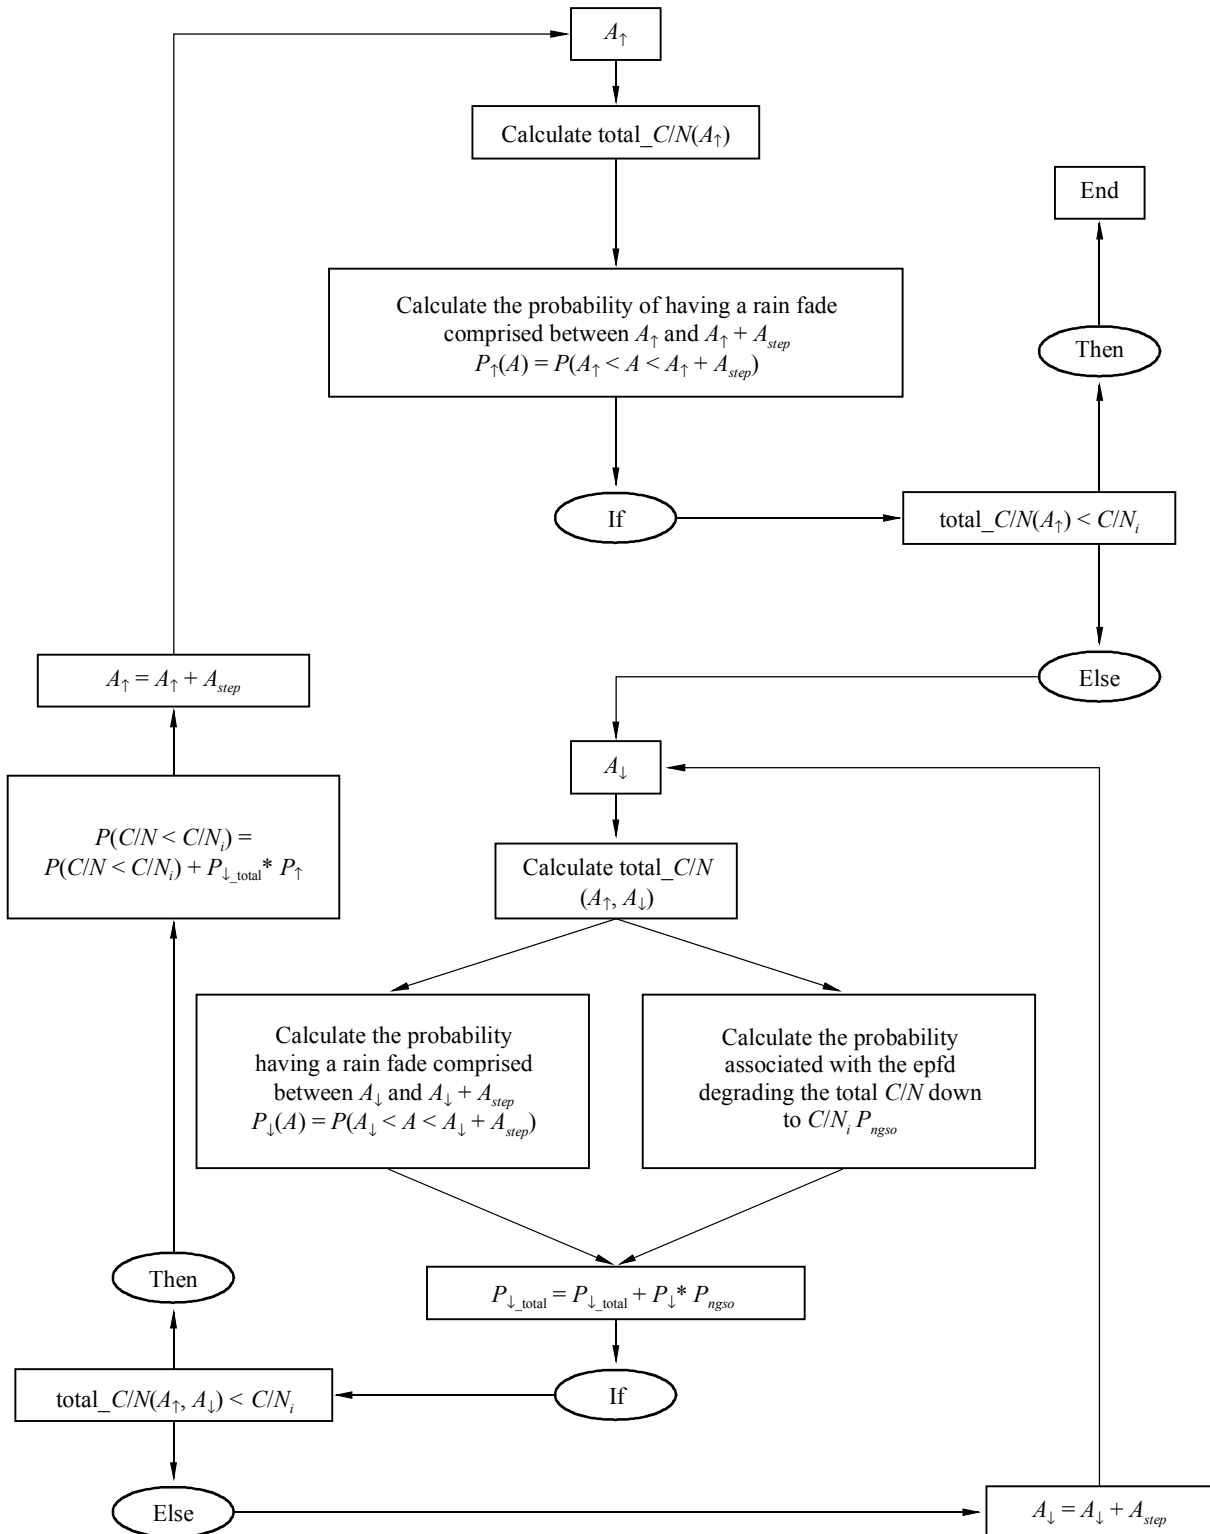 A↑
Calculate total_C/N(A↑)
End
Calculate the probability of having a rain fade
comprised between A↑ and A↑ + Astep
P↑(A) = P(A↑ < A < A↑ + Astep)
Then
If
total_C/N(A↑) < C/Ni
Else
A↑ = A↑ + Astep
A↓
P(C/N < C/Ni) =
P(C/N < C/Ni) + P↓_total* P↑
Calculate total_C/N
(A↑, A↓)
Calculate the probability
having a rain fade comprised
between A↓ and A↓ + Astep
P↓(A) = P(A↓ < A < A↓ + Astep)
Calculate the probability
associated with the epfd
degrading the total C/N down
to C/Ni Pngso
Then
P↓_total = P↓_total + P↓* Pngso
total_C/N(A↑, A↓) < C/Ni
If
Else
A↓ = A↓ + Astep